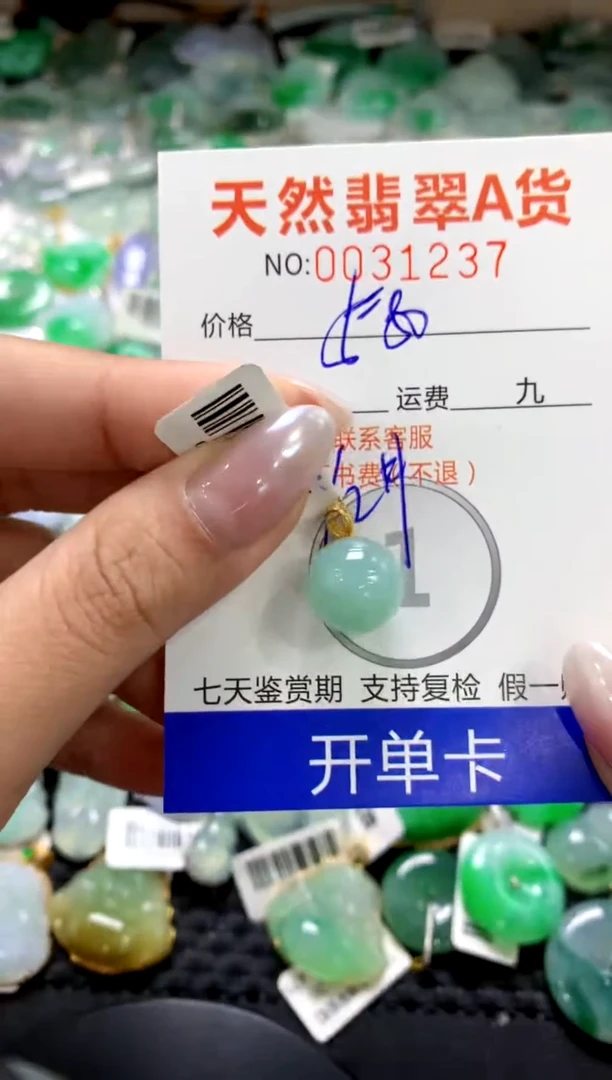 天然翡翠A货
NO:0031237
价格
运费 九
联系客服
书费 不退）
1
七天鉴赏期 支持复检 假一
开单卡